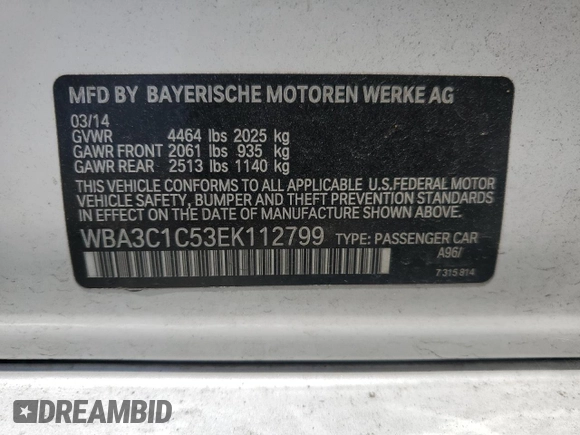 MFD BY BAYERISCHE MOTOREN WERKE AG
03/14
GVWR 4464 lbs 2025 kg
GAWR FRONT 2061 lbs 935 kg
GAWR REAR 2513 lbs 1140 kg
THIS VEHICLE CONFORMS TO ALL APPLICABLE U.S.FEDERAL MOTOR
VEHICLE SAFETY, BUMPER AND THEFT PREVENTION STANDARDS
IN EFFECT ON THE DATE OF MANUFACTURE SHOWN ABOVE.
WBA3C1C53EK112799 TYPE: PASSENGER CAR
A96/
7 315 814
DREAMBID